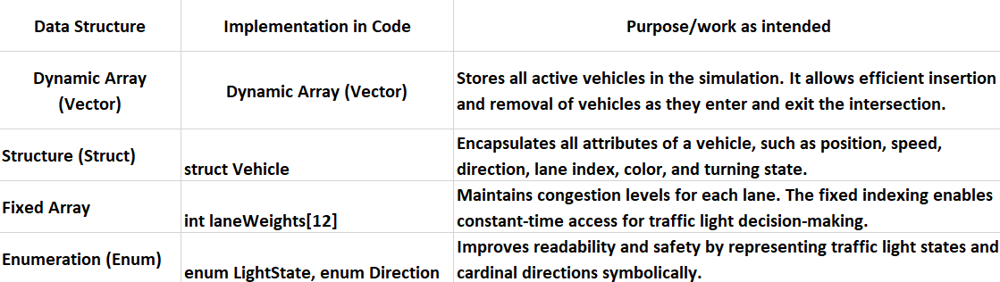 Data Structure
Implementation in Code
Purpose/work as intended
Dynamic Array
(Vector)
Dynamic Array (Vector)
Stores all active vehicles in the simulation. It allows efficient insertion
and removal of vehicles as they enter and exit the intersection.
Structure (Struct)
struct Vehicle
Encapsulates all attributes of a vehicle, such as position, speed,
direction, lane index, color, and turning state.
Fixed Array
int laneWeights[12]
Maintains congestion levels for each lane. The fixed indexing enables
constant-time access for traffic light decision-making.
Enumeration (Enum)
enum LightState, enum Direction
Improves readability and safety by representing traffic light states and
cardinal directions symbolically.